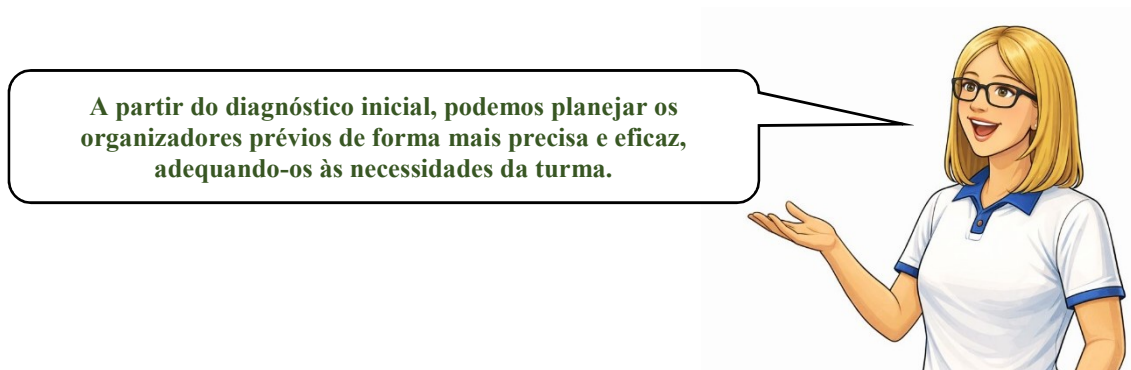 A partir do diagnóstico inicial, podemos planejar os
organizadores prévios de forma mais precisa e eficaz,
adequando-os às necessidades da turma.